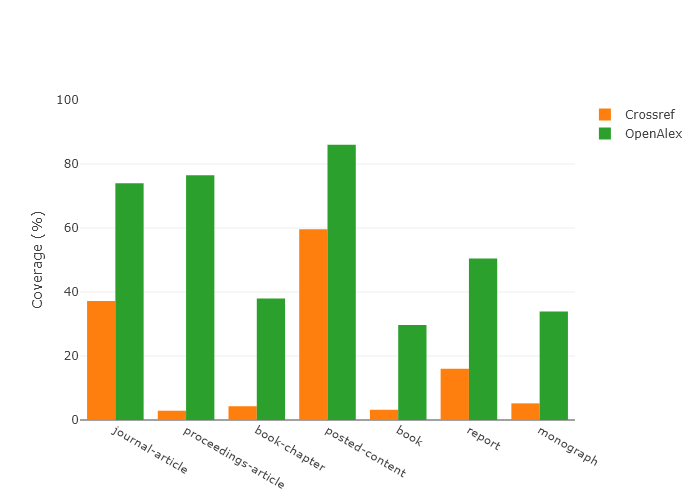 100
80
60
40
20
0
Coverage (%)
journal-article
proceedings-article
book-chapter
posted-content
book
report
monograph
Crossref
OpenAlex